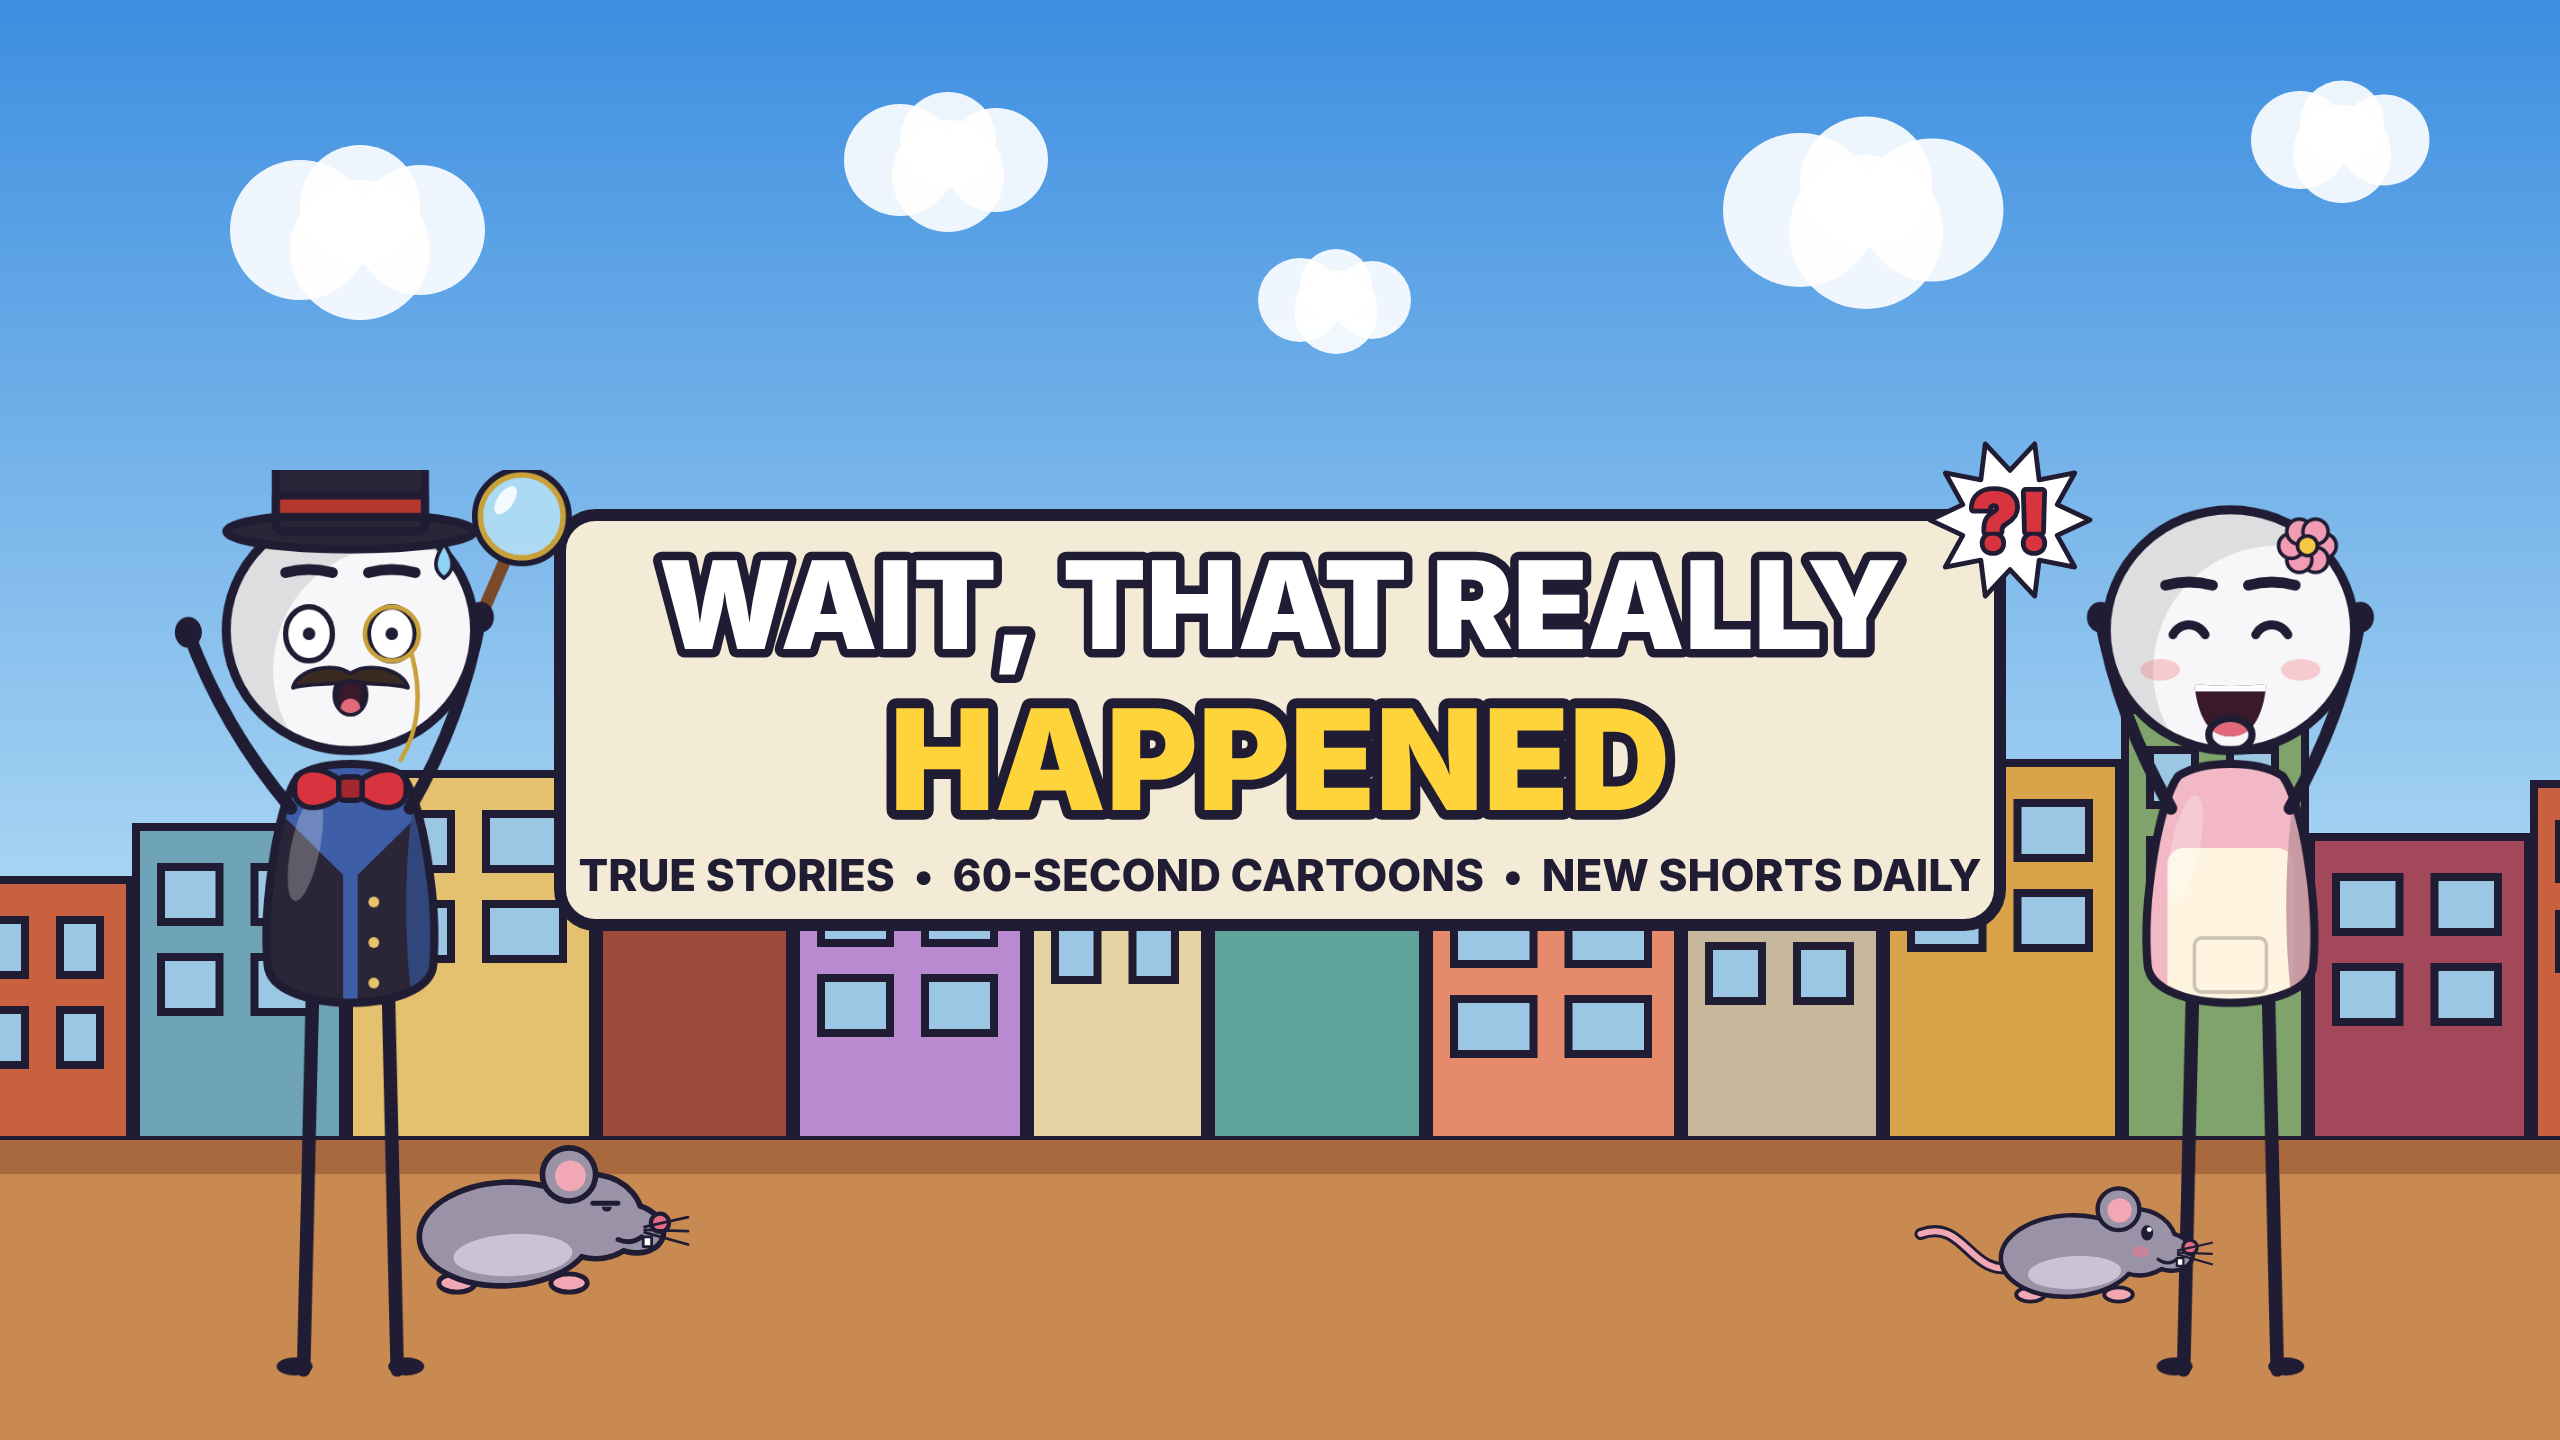 ?!
WAIT, THAT REALLY
HAPPENED
TRUE STORIES • 60-SECOND CARTOONS • NEW SHORTS DAILY